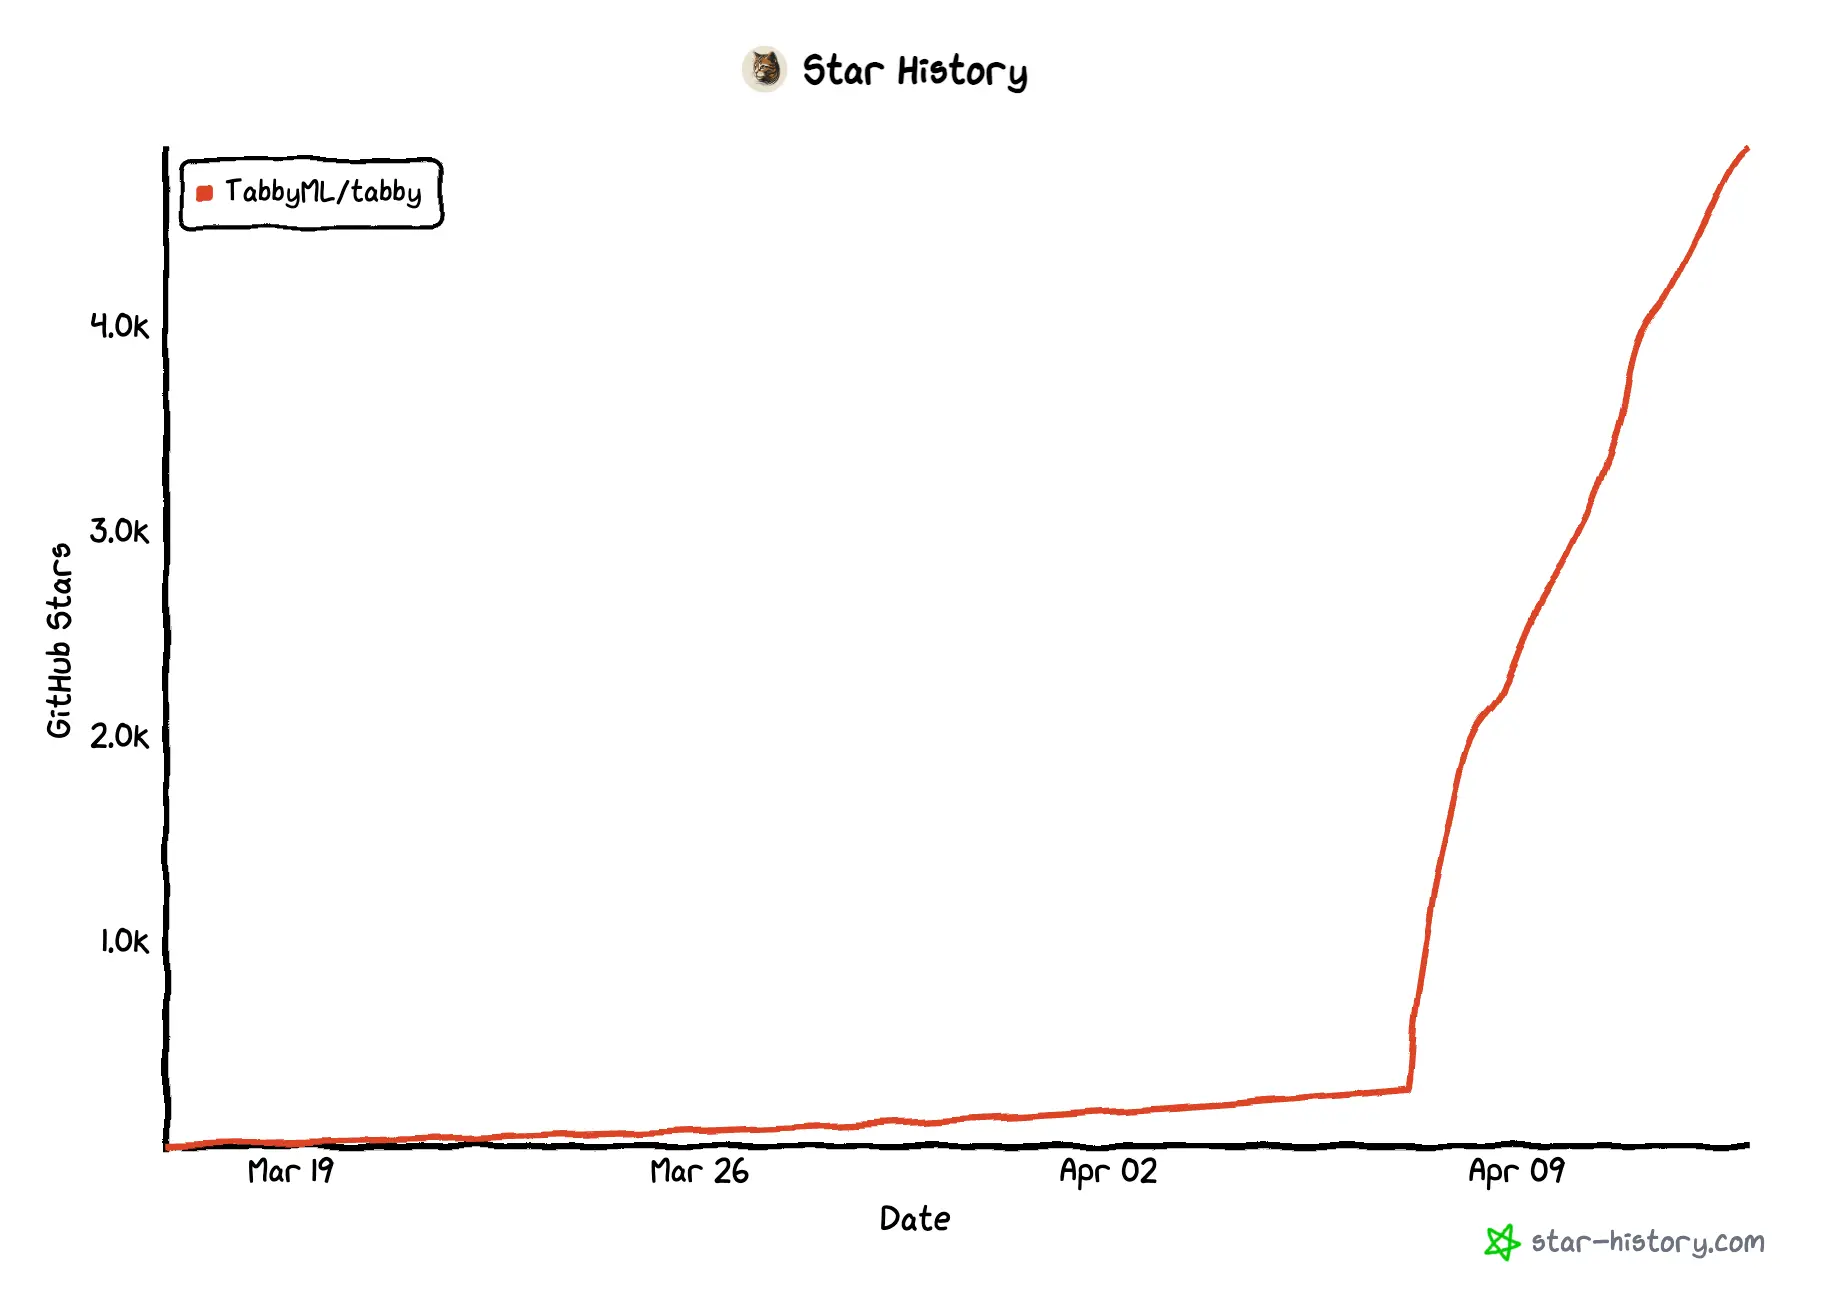 Star History
TabbyML/tabby
4.0K
3.0K
2.0K
1.0K
GitHub Stars
Mar 19
Mar 26
Apr 02
Apr 09
Date
star-history.com